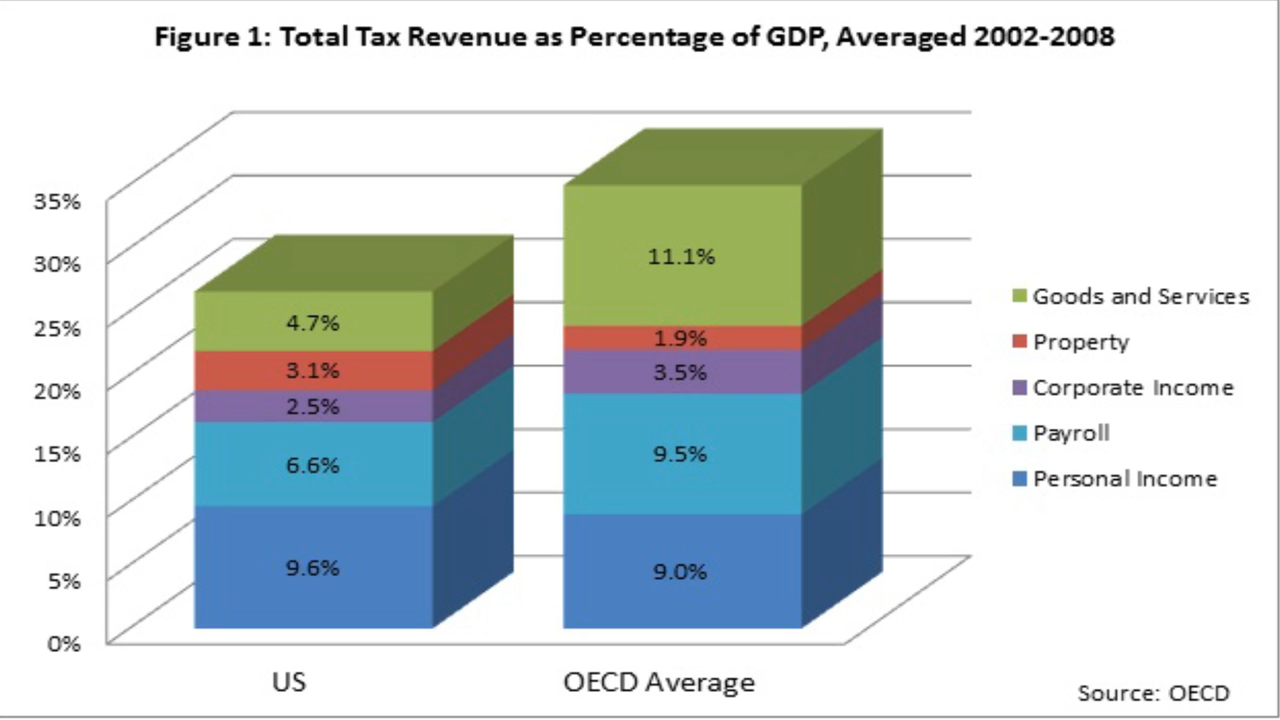 Figure 1: Total Tax Revenue as Percentage of GDP, Averaged 2002-2008
35%
30%
25%
20%
15%
10%
5%
0%
4.7%
3.1%
2.5%
6.6%
9.6%
11.1%
1.9%
3.5%
9.5%
9.0%
US
OECD Average
Goods and Services
Property
Corporate Income
Payroll
Personal Income
Source: OECD